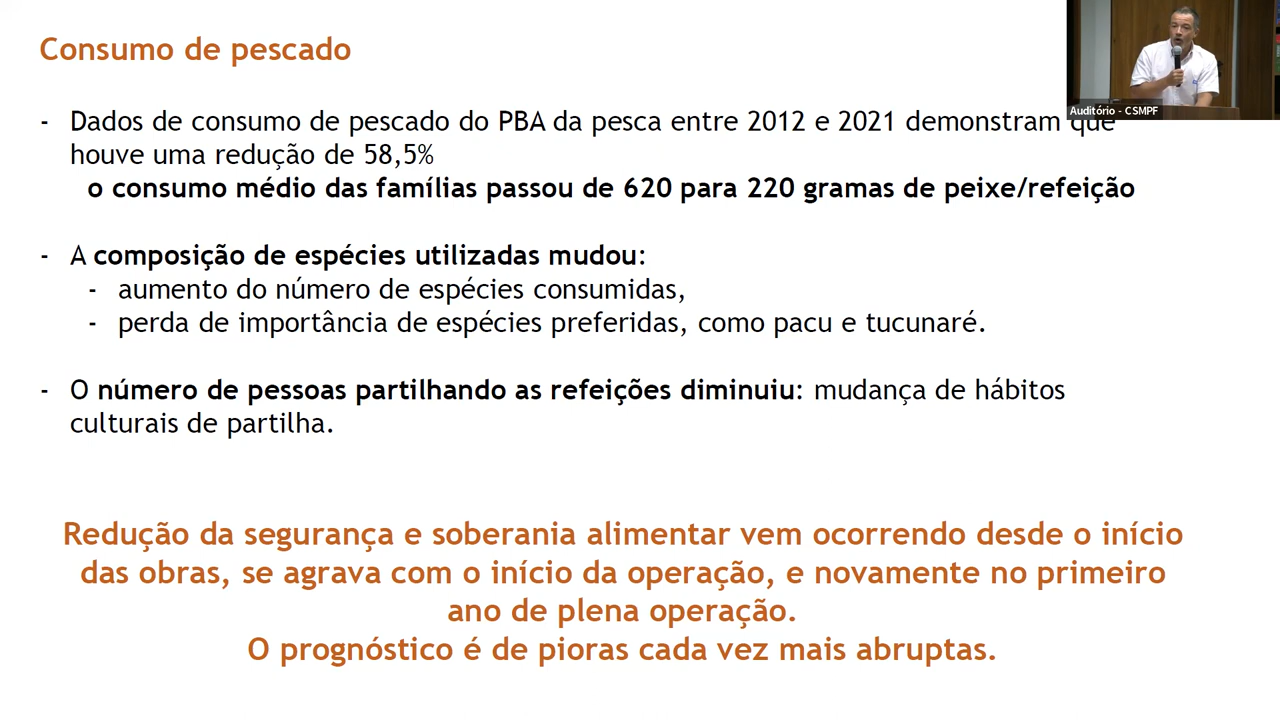 Consumo de pescado
Auditório - CSMPF
- Dados de consumo de pescado do PBA da pesca entre 2012 e 2021 demonstram que
houve uma redução de 58,5%
o consumo médio das famílias passou de 620 para 220 gramas de peixe/refeição
- A composição de espécies utilizadas mudou:
- aumento do número de espécies consumidas,
- perda de importância de espécies preferidas, como pacu e tucunaré.
- O número de pessoas partilhando as refeições diminuiu: mudança de hábitos
culturais de partilha.
Redução da segurança e soberania alimentar vem ocorrendo desde o início
das obras, se agrava com o início da operação, e novamente no primeiro
ano de plena operação.
O prognóstico é de pioras cada vez mais abruptas.